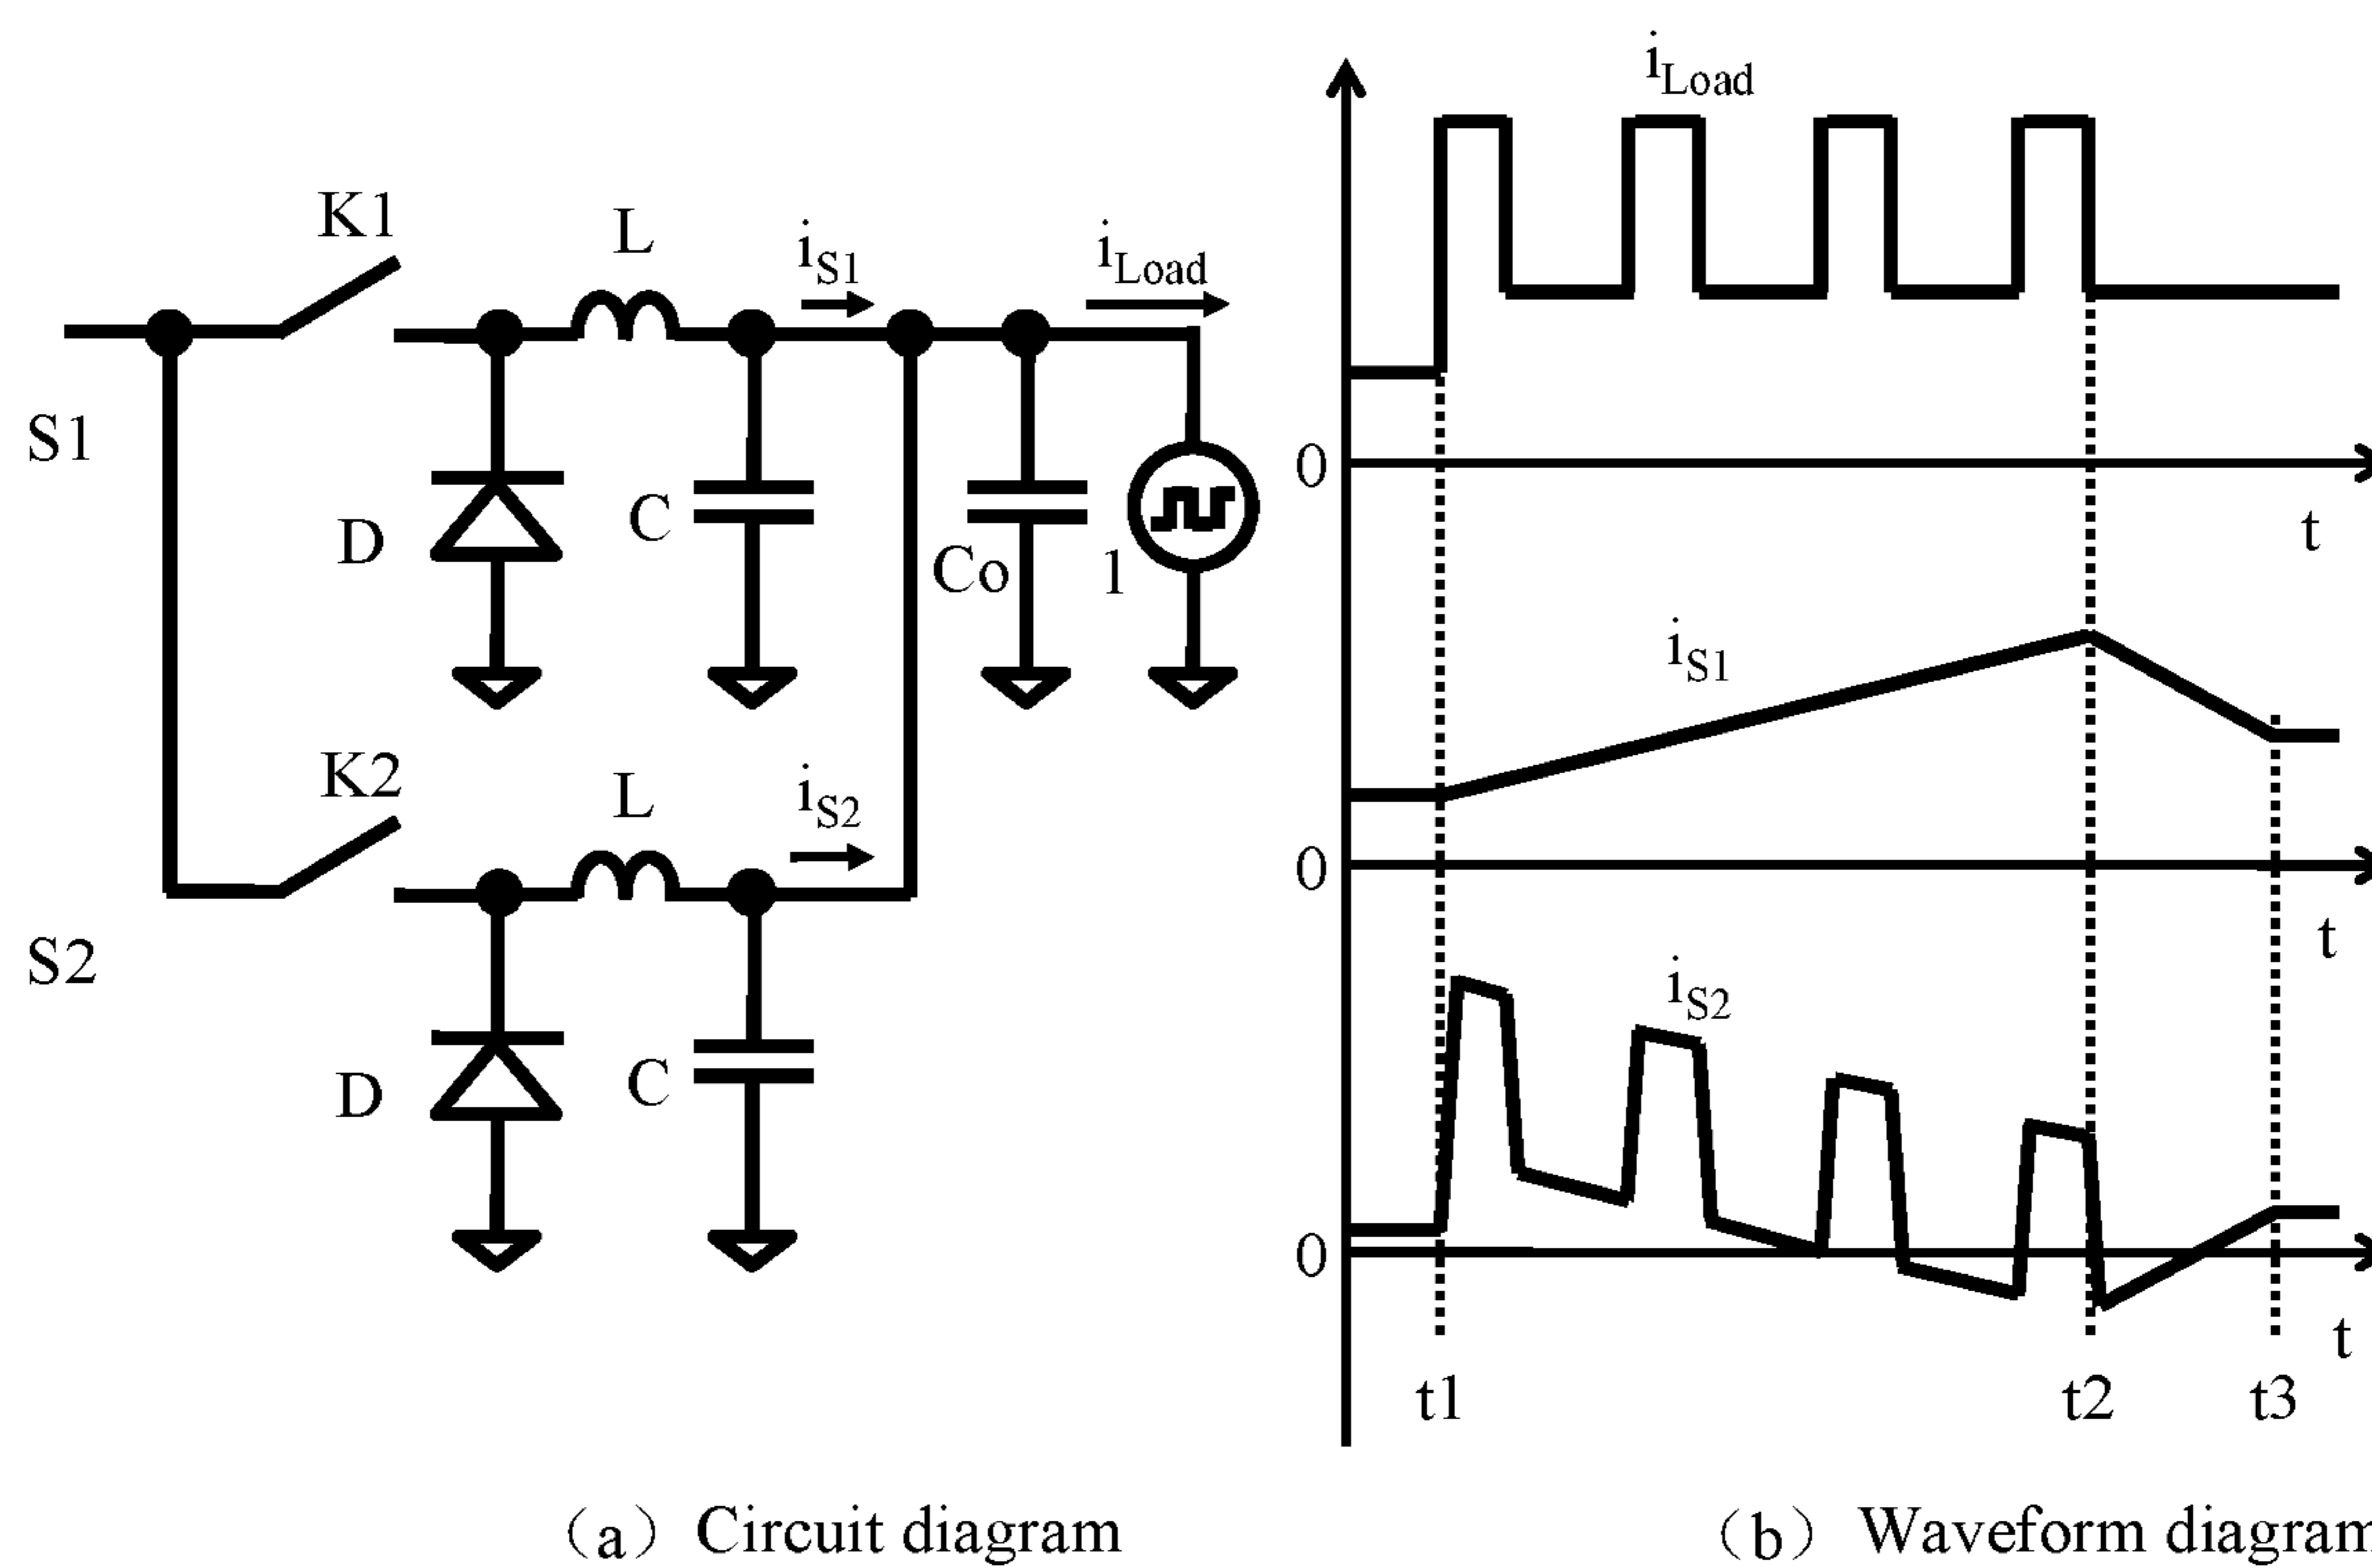 K1
L
iS1
iLoad
S1
D
C
Co
1
K2
L
iS2
S2
D
C
(a) Circuit diagram
iLoad
0
t
iS1
0
t
iS2
0
t
t1
t2
t3
(b) Waveform diagram